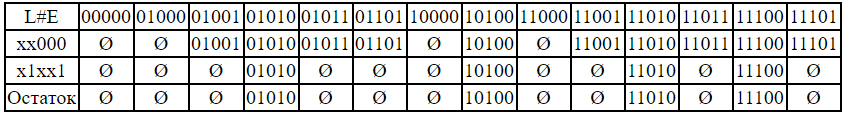 L#E 00000 01000 01001 01010 01011 01101 10000 10100 11000 11001 11010 11011 11100 11101
xx000 Ø Ø 01001 01010 01011 01101 Ø 10100 Ø 11001 11010 11011 11100 11101
x1xx1 Ø Ø Ø 01010 Ø Ø Ø 10100 Ø Ø 11010 Ø 11100 Ø
Остаток Ø Ø Ø 01010 Ø Ø Ø 10100 Ø Ø 11010 Ø 11100 Ø